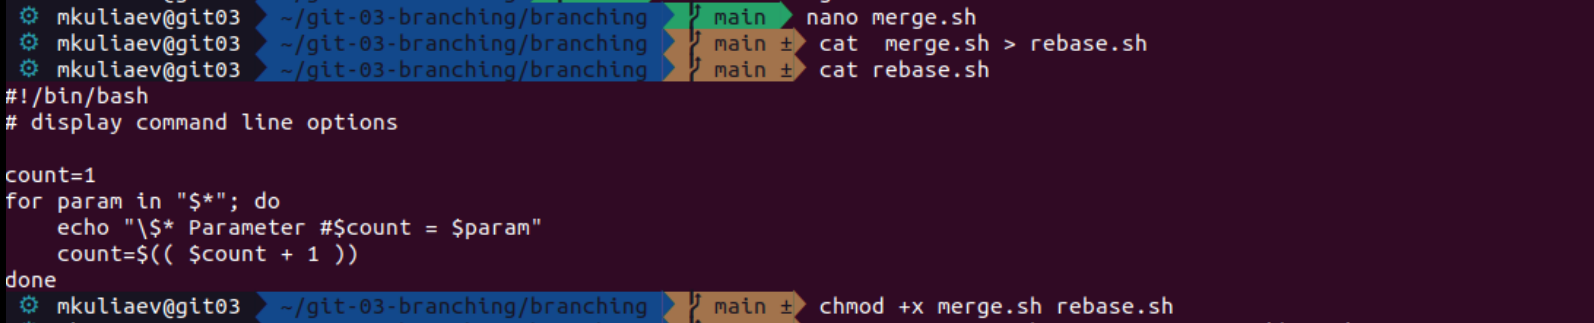 mkuliaev@git03 ~/git-03-branching/branching main nano merge.sh
mkuliaev@git03 ~/git-03-branching/branching main ± cat  merge.sh > rebase.sh
mkuliaev@git03 ~/git-03-branching/branching main ± cat rebase.sh
#!/bin/bash
# display command line options

count=1
for param in "$*"; do
    echo "\$* Parameter #$count = $param"
    count=$(( $count + 1 ))
done
mkuliaev@git03 ~/git-03-branching/branching main ± chmod +x merge.sh rebase.sh